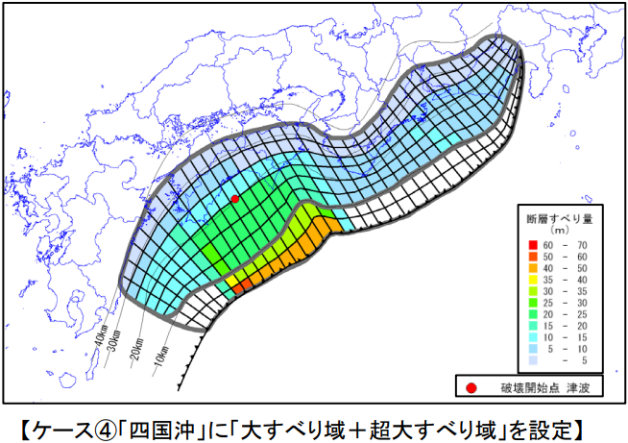 -40km
-30km
-20km
-10km
断層すべり量
(m)
60 - 70
50 - 60
40 - 50
35 - 40
30 - 35
25 - 30
20 - 25
15 - 20
10 - 15
5 - 10
- 5
破壊開始点 津波
【ケース④「四国沖」に「大すべり域＋超大すべり域」を設定】